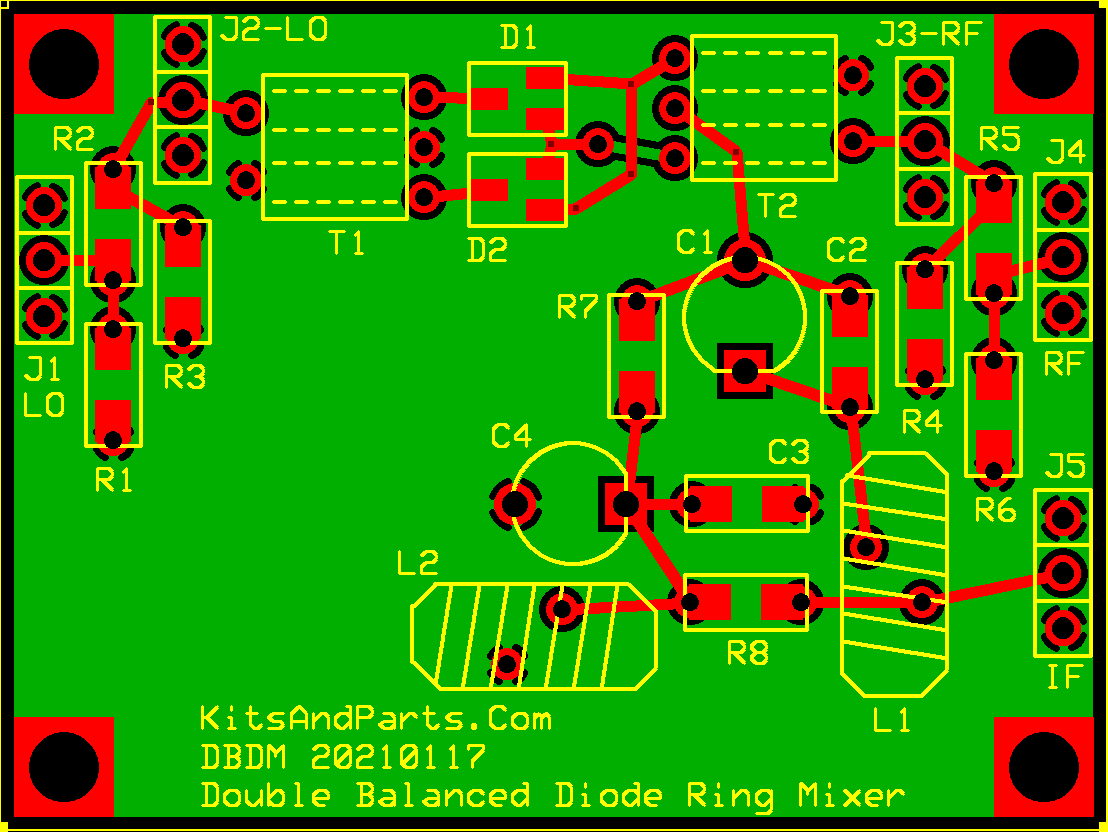 J2-LO
D1
J3-RF
R2
R5
J4
T2
T1
D2
C1
C2
R7
J1
LO
R3
RF
R4
C4
C3
R1
J5
R6
L2
R8
IF
L1
KitsAndParts.Com
DBDM 20210117
Double Balanced Diode Ring Mixer